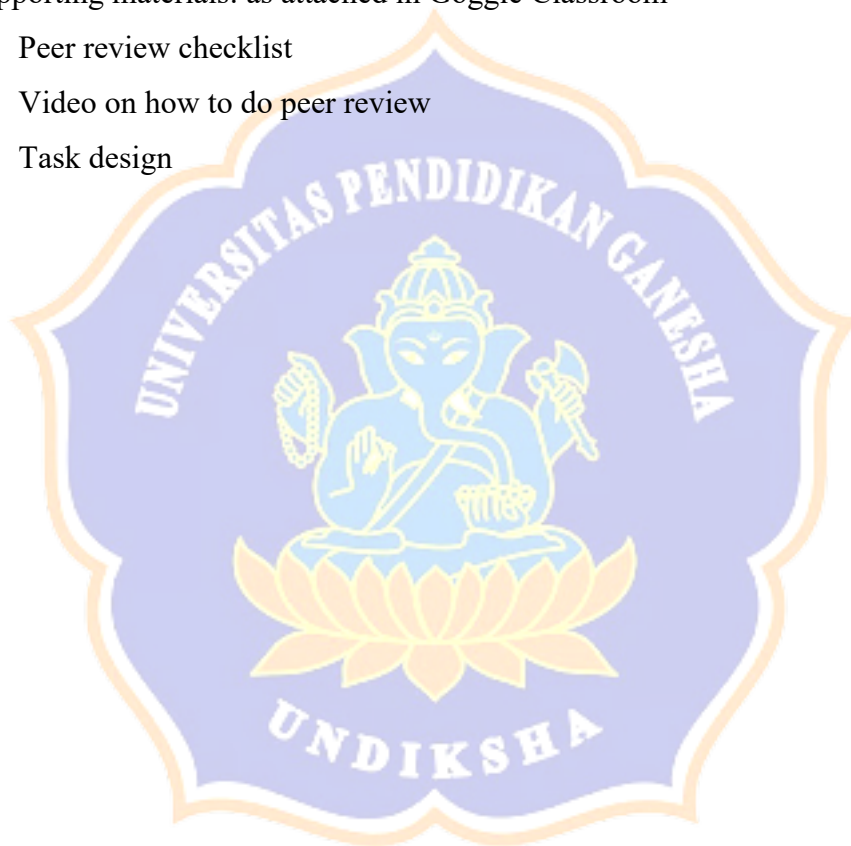 pporting materials: as attached in Goggle Classroom
Peer review checklist
Video on how to do peer review
Task design
UNIVERSITAS PENDIDIKAN GANESHA
UNDIKSHA